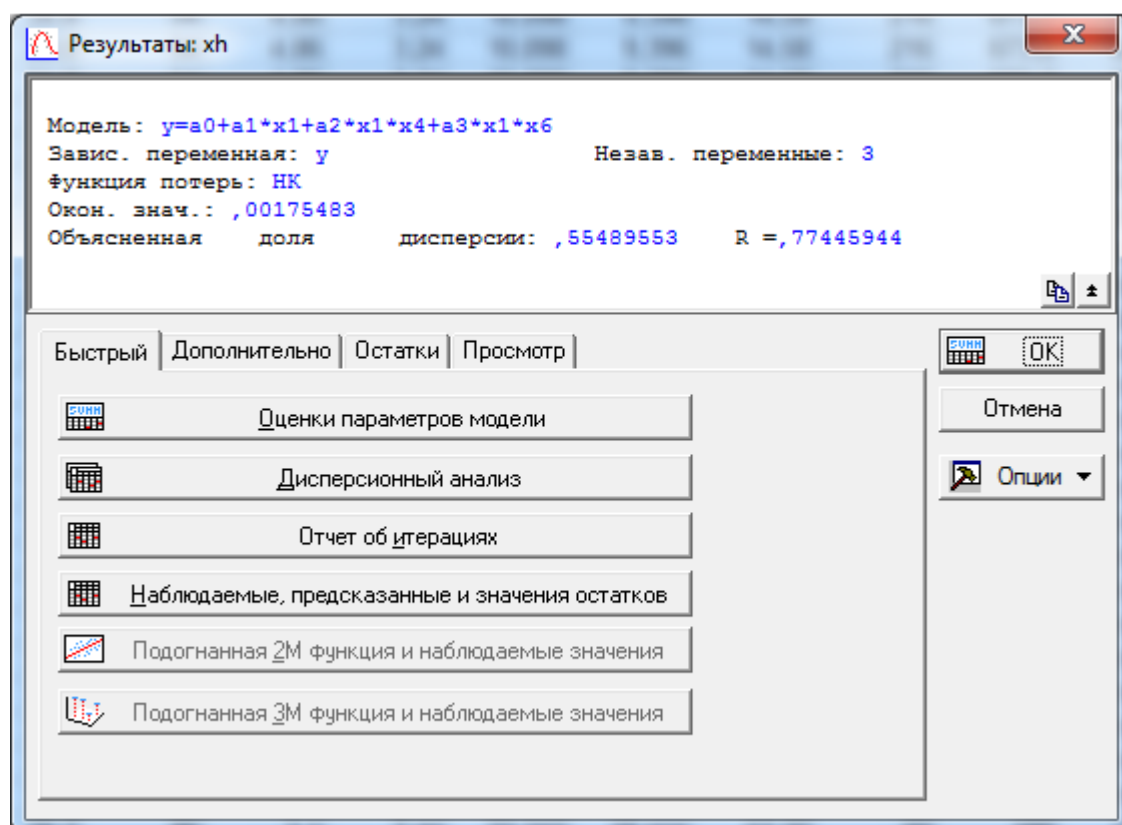 Результаты: xh
Модель: y=a0+a1*x1+a2*x1*x4+a3*x1*x6
Завис. переменная: y Незав. переменные: 3
Функция потерь: НК
Окон. знач.: ,00175483
Объясненная доля дисперсии: ,55489553 R =,77445944
Быстрый Дополнительно Остатки Просмотр
SUMM OK
SUMM Оценки параметров модели
Отмена
Дисперсионный анализ
Опции
Отчет об итерациях
Наблюдаемые, предсказанные и значения остатков
Подогнанная 2М функция и наблюдаемые значения
Подогнанная 3М функция и наблюдаемые значения